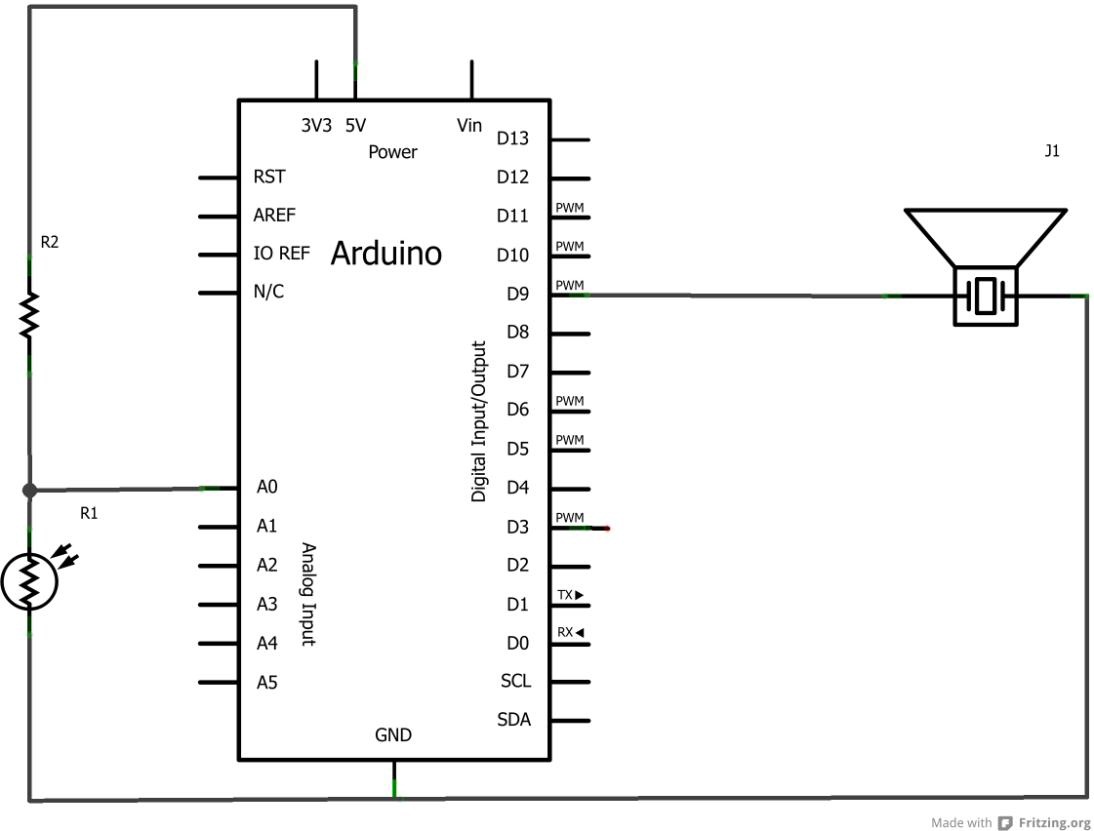 3V3 5V
Vin
Power
D13
J1
RST
D12
AREF
D11
PWM
R2
IO REF
Arduino
D10
PWM
N/C
D9
PWM
D8
D7
D6
PWM
Digital Input/Output
D5
PWM
A0
D4
R1
A1
D3
PWM
A2
D2
Analog Input
A3
D1
TX
A4
D0
RX
A5
SCL
SDA
GND
Made with Fritzing.org